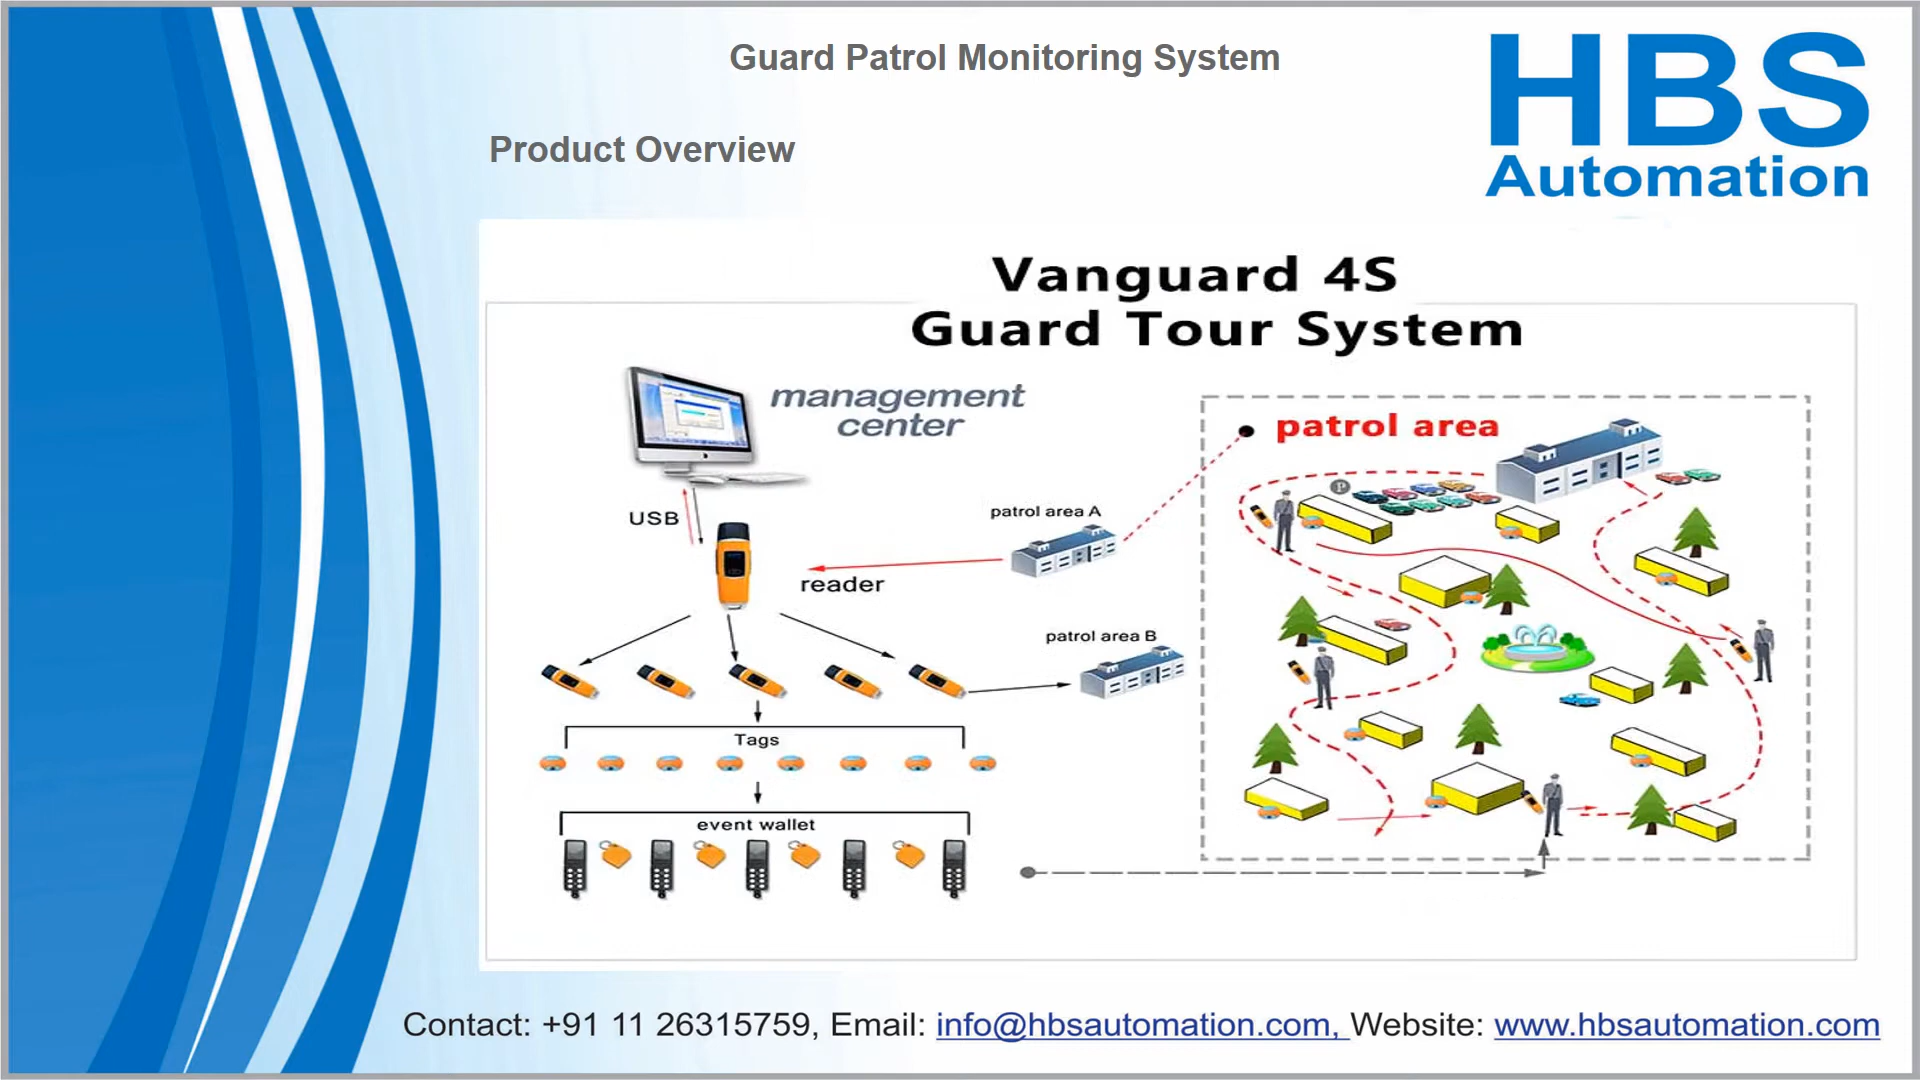 Guard Patrol Monitoring System
HBS
Automation
Product Overview
Vanguard 4S
Guard Tour System
management
center
patrol area
P
USB
patrol area A
reader
patrol area B
Tags
event wallet
Contact: +91 11 26315759, Email: info@hbsautomation.com, Website: www.hbsautomation.com